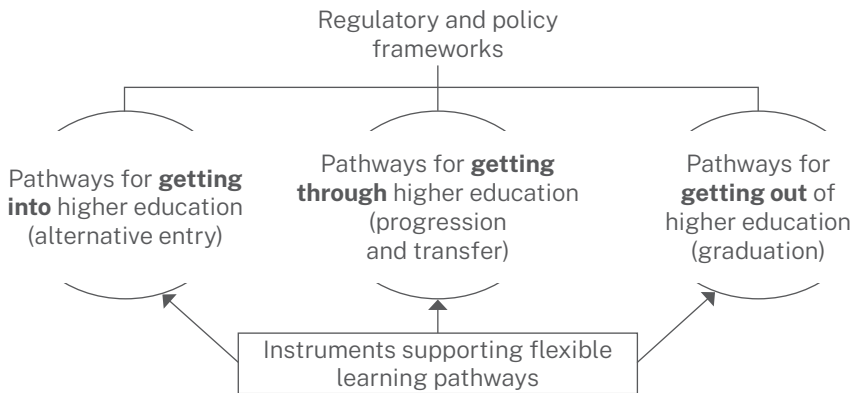 Regulatory and policy
frameworks
Pathways for getting
into higher education
(alternative entry)
Pathways for getting
through higher education
(progression
and transfer)
Pathways for
getting out of
higher education
(graduation)
Instruments supporting flexible
learning pathways